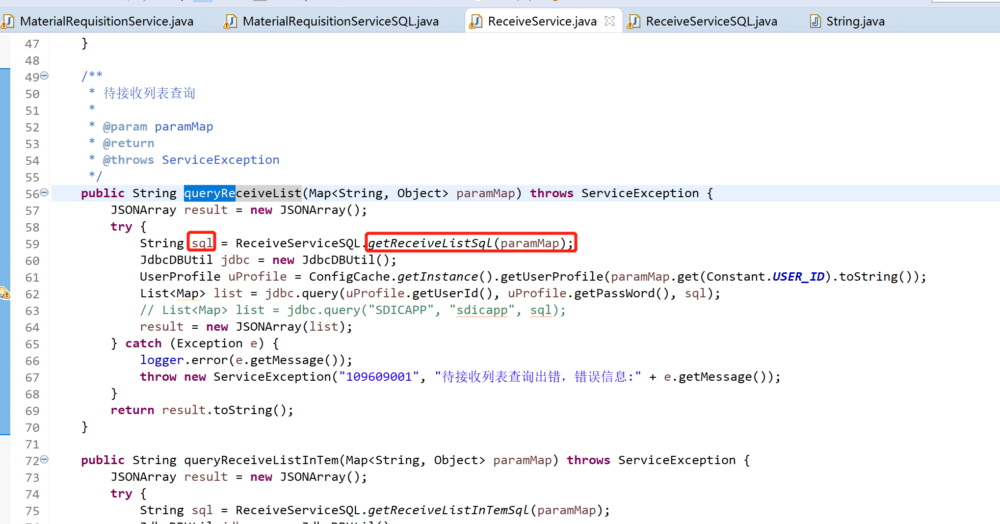 MaterialRequisitionService.java MaterialRequisitionServiceSQL.java ReceiveService.java ReceiveServiceSQL.java String.java
47 }
48
49 /**
50 * 待接收列表查询
51 *
52 * @param paramMap
53 * @return
54 * @throws ServiceException
55 */
56 public String queryReceiveList(Map<String, Object> paramMap) throws ServiceException {
57 JSONArray result = new JSONArray();
58 try {
59 String sql = ReceiveServiceSQL.getReceiveListSql(paramMap);
60 JdbcDBUtil jdbc = new JdbcDBUtil();
61 UserProfile uProfile = ConfigCache.getInstance().getUserProfile(paramMap.get(Constant.USER_ID).toString());
62 List<Map> list = jdbc.query(uProfile.getUserId(), uProfile.getPassWord(), sql);
63 // List<Map> list = jdbc.query("SDICAPP", "sdicapp", sql);
64 result = new JSONArray(list);
65 } catch (Exception e) {
66 logger.error(e.getMessage());
67 throw new ServiceException("109609001", "待接收列表查询出错，错误信息:" + e.getMessage());
68 }
69 return result.toString();
70 }
71
72 public String queryReceiveListInTem(Map<String, Object> paramMap) throws ServiceException {
73 JSONArray result = new JSONArray();
74 try {
75 String sql = ReceiveServiceSQL.getReceiveListInTemSql(paramMap);